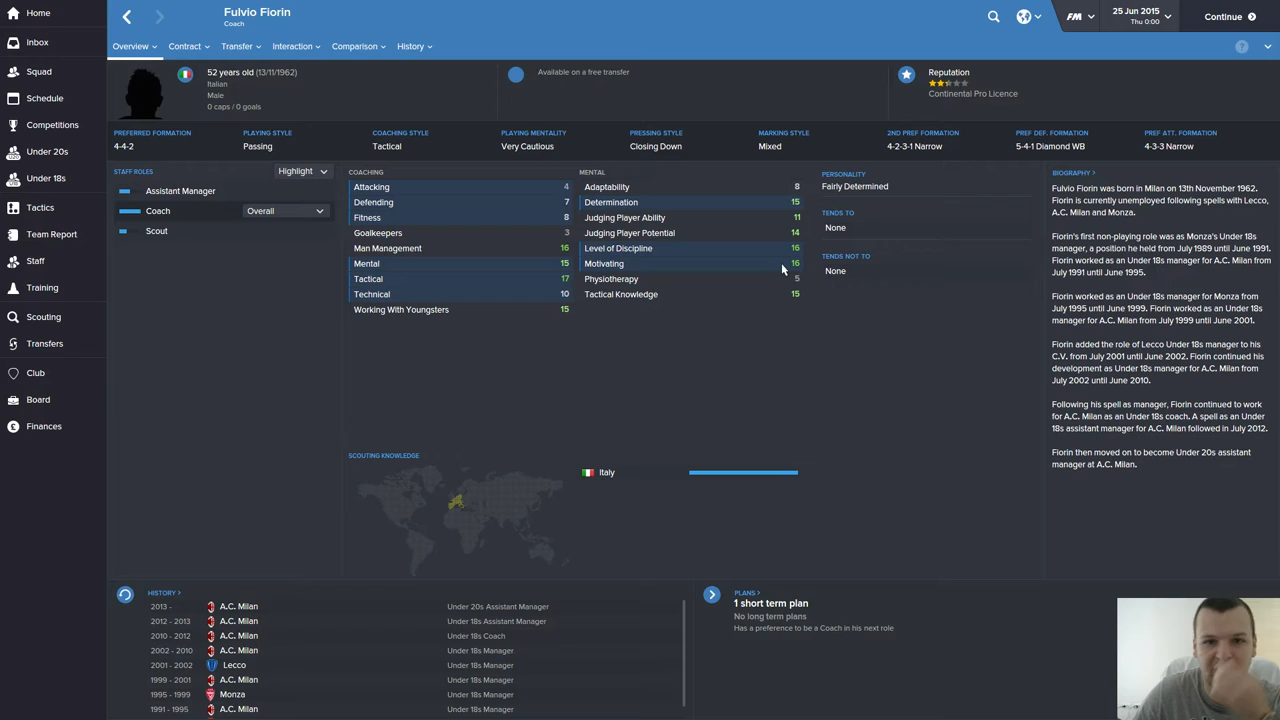 Home
Inbox
Squad
Schedule
Competitions
Under 20s
Under 18s
Tactics
Team Report
Staff
Training
Scouting
Transfers
Club
Board
Finances
Fulvio Fiorin
Coach
FM
25 Jun 2015
Thu 0:00
Continue
Overview
Contract
Transfer
Interaction
Comparison
History
52 years old (13/11/1962)
Italian
Male
0 caps / 0 goals
Available on a free transfer
Reputation
Continental Pro Licence
PREFERRED FORMATION
4-4-2
PLAYING STYLE
Passing
COACHING STYLE
Tactical
PLAYING MENTALITY
Very Cautious
PRESSING STYLE
Closing Down
MARKING STYLE
Mixed
2ND PREF FORMATION
4-2-3-1 Narrow
PREF DEF. FORMATION
5-4-1 Diamond WB
PREF ATT. FORMATION
4-3-3 Narrow
STAFF ROLES
Highlight
Assistant Manager
Coach
Overall
Scout
COACHING
Attacking 4
Defending 7
Fitness 8
Goalkeepers 3
Man Management 16
Mental 15
Tactical 17
Technical 10
Working With Youngsters 15
MENTAL
Adaptability 8
Determination 15
Judging Player Ability 11
Judging Player Potential 14
Level of Discipline 16
Motivating 16
Physiotherapy 5
Tactical Knowledge 15
PERSONALITY
Fairly Determined
TENDS TO
None
TENDS NOT TO
None
BIOGRAPHY >
Fulvio Fiorin was born in Milan on 13th November 1962.
Fiorin is currently unemployed following spells with Lecco,
A.C. Milan and Monza.
Fiorin's first non-playing role was as Monza's Under 18s
manager, a position he held from July 1989 until June 1991.
Fiorin worked as an Under 18s manager for A.C. Milan from
July 1991 until June 1995.
Fiorin worked as an Under 18s manager for Monza from
July 1995 until June 1999. Fiorin worked as an Under 18s
manager for A.C. Milan from July 1999 until June 2001.
Fiorin added the role of Lecco Under 18s manager to his
C.V. from July 2001 until June 2002. Fiorin continued his
development as Under 18s manager for A.C. Milan from
July 2002 until June 2010.
Following his spell as manager, Fiorin continued to work
for A.C. Milan as an Under 18s coach. A spell as an Under
18s assistant manager for A.C. Milan followed in July 2012.
Fiorin then moved on to become Under 20s assistant
manager at A.C. Milan.
SCOUTING KNOWLEDGE
Italy
HISTORY >
2013 - A.C. Milan Under 20s Assistant Manager
2012 - 2013 A.C. Milan Under 18s Assistant Manager
2010 - 2012 A.C. Milan Under 18s Coach
2002 - 2010 A.C. Milan Under 18s Manager
2001 - 2002 Lecco Under 18s Manager
1999 - 2001 A.C. Milan Under 18s Manager
1995 - 1999 Monza Under 18s Manager
1991 - 1995 A.C. Milan Under 18s Manager
PLANS >
1 short term plan
No long term plans
Has a preference to be a Coach in his next role